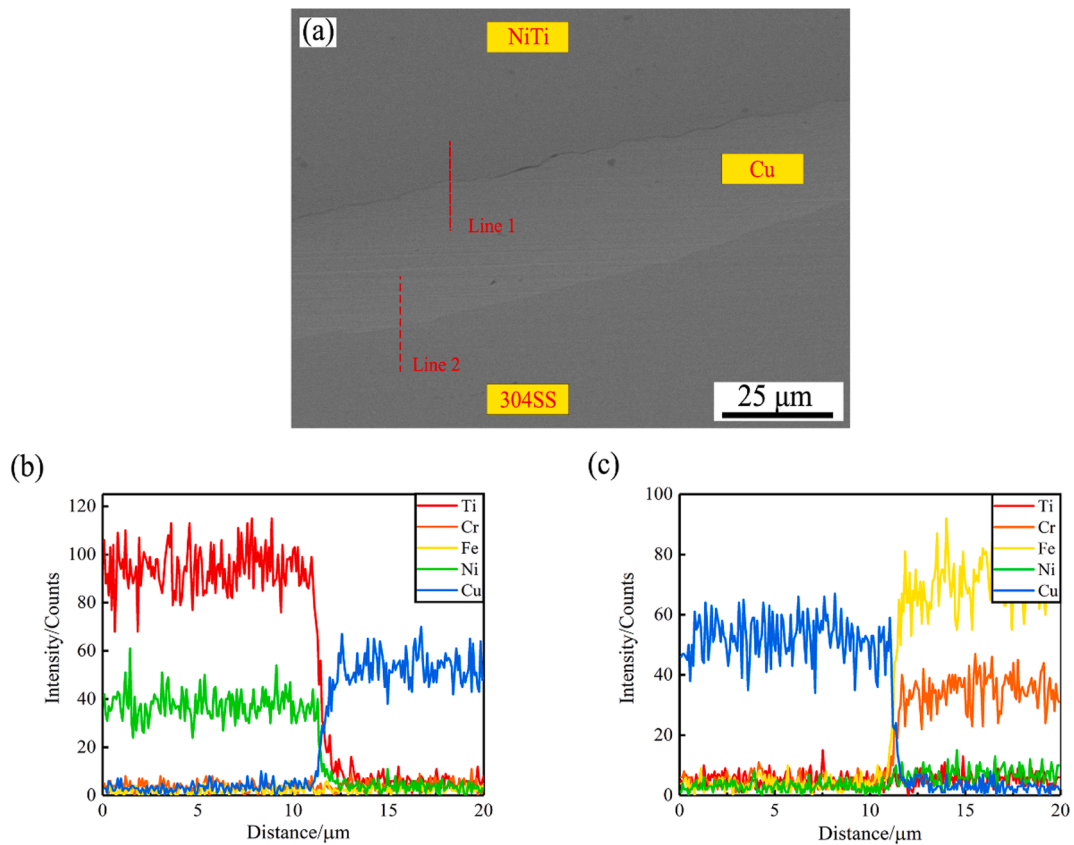 (a)
NiTi
Cu
Line 1
Line 2
304SS
25 μm
(b)
(c)
120
100
80
60
40
20
0
Intensity/Counts
Ti
Cr
Fe
Ni
Cu
0
5
10
15
20
Distance/μm
100
80
60
40
20
0
Intensity/Counts
Ti
Cr
Fe
Ni
Cu
0
5
10
15
20
Distance/μm